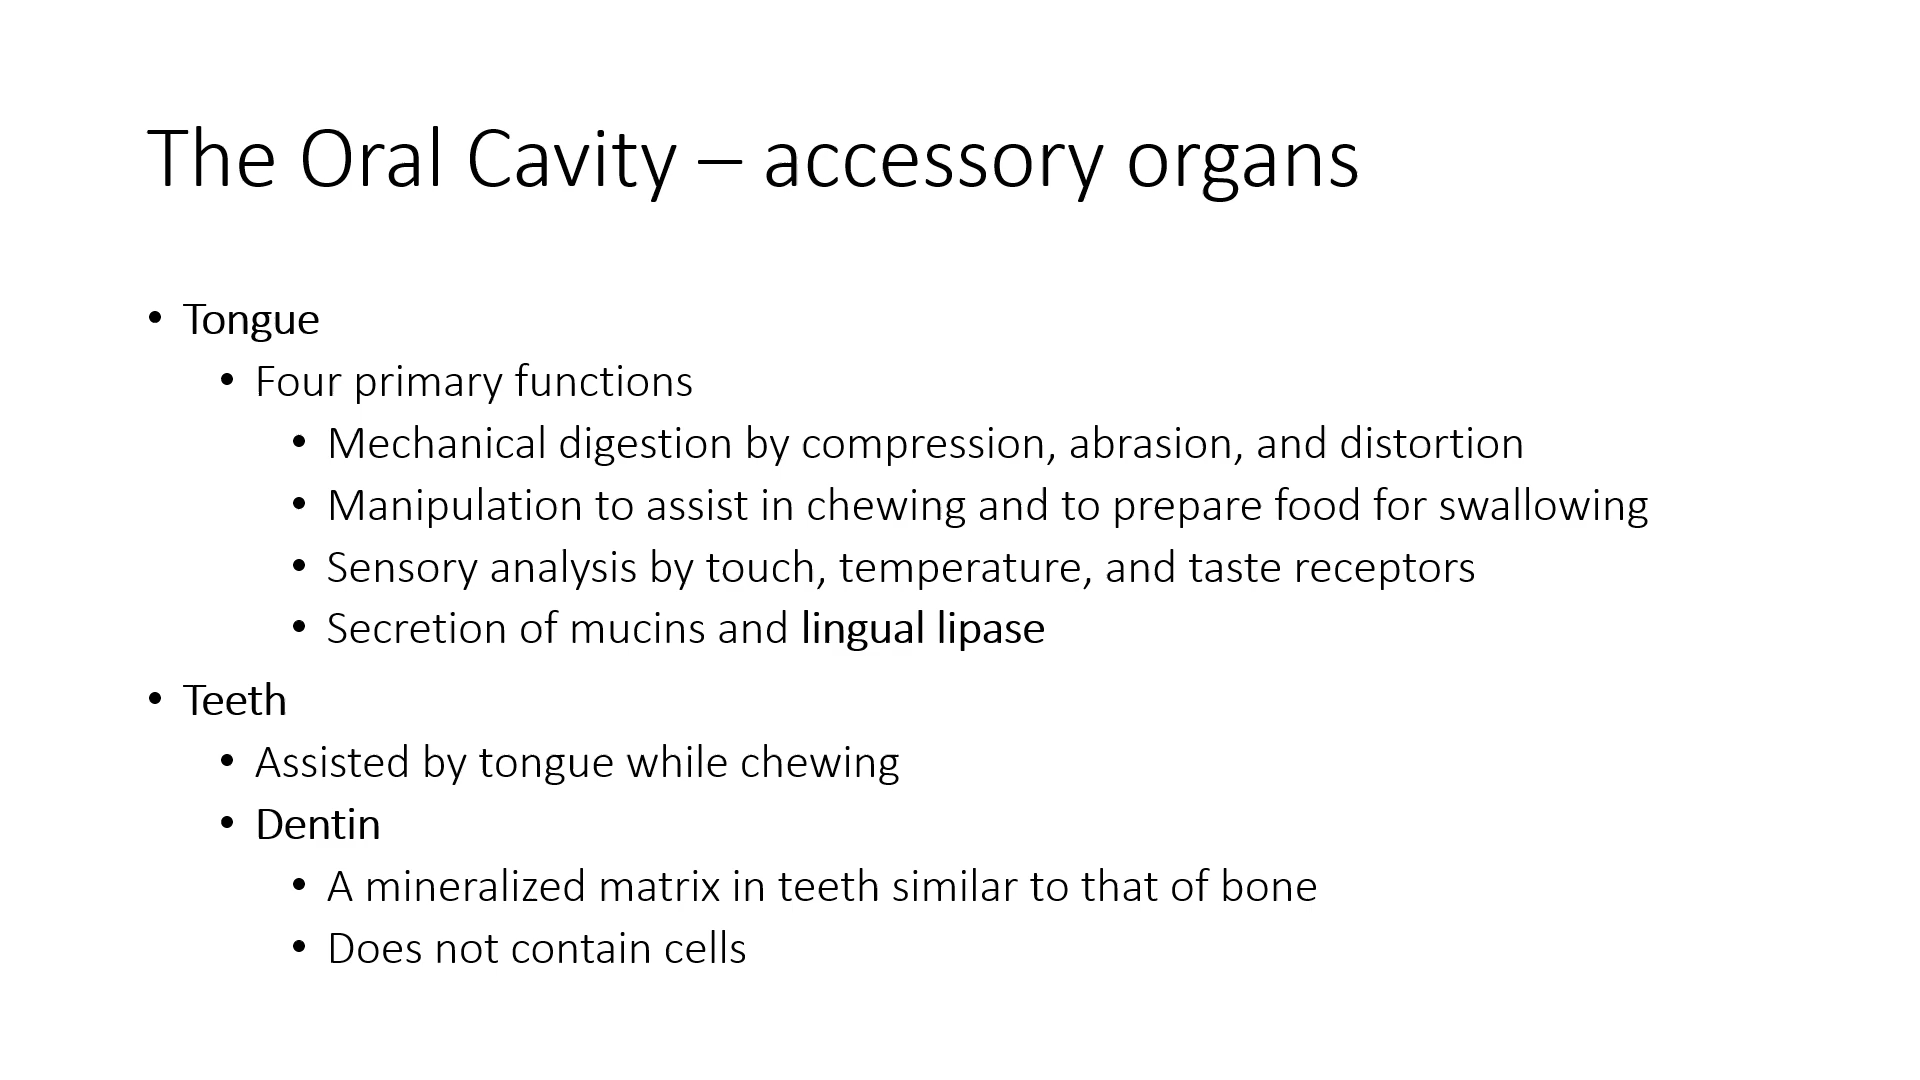 The Oral Cavity – accessory organs
• Tongue
• Four primary functions
• Mechanical digestion by compression, abrasion, and distortion
• Manipulation to assist in chewing and to prepare food for swallowing
• Sensory analysis by touch, temperature, and taste receptors
• Secretion of mucins and lingual lipase
• Teeth
• Assisted by tongue while chewing
• Dentin
• A mineralized matrix in teeth similar to that of bone
• Does not contain cells